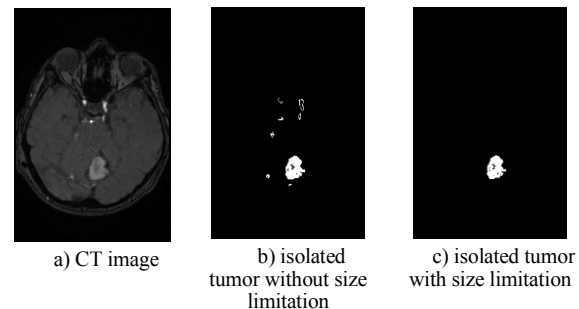 a) CT image
b) isolated
tumor without size
limitation
c) isolated tumor
with size limitation